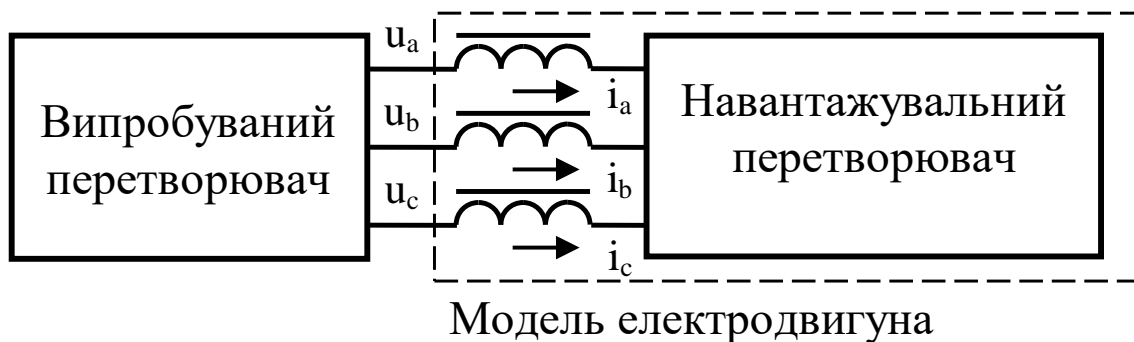 u_a
i_a
u_b
i_b
u_c
i_c
Випробуваний
перетворювач
Навантажувальний
перетворювач
Модель електродвигуна